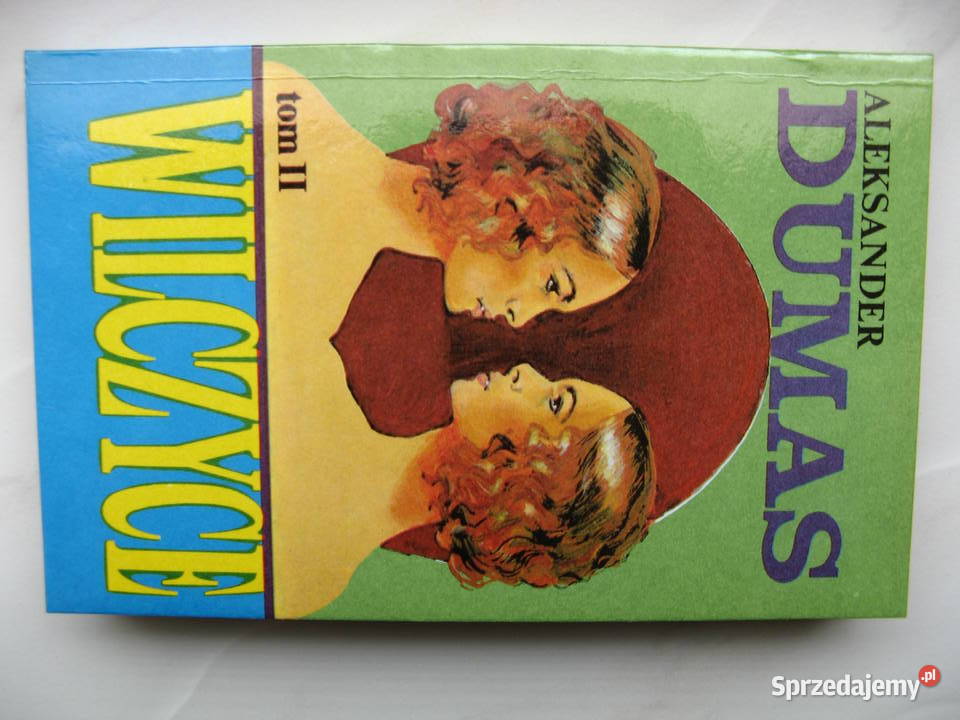 ALEKSANDER
DUMAS
tom II
WILCZYCE
Sprzedajemy.pl